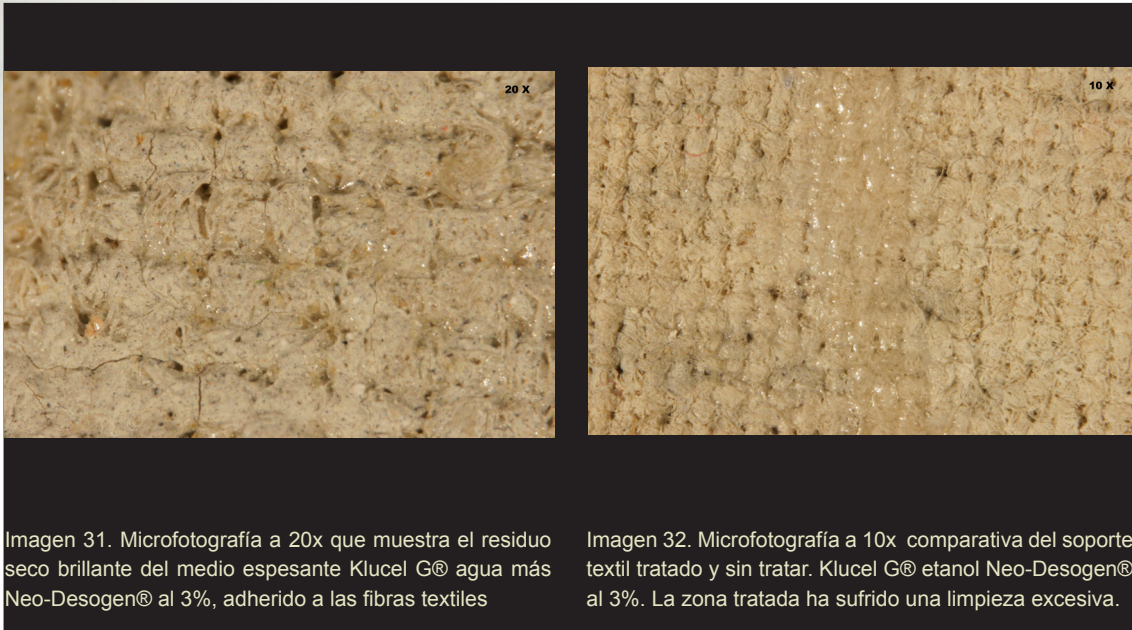 20 X
10 X
Imagen 31. Microfotografía a 20x que muestra el residuo
seco brillante del medio espesante Klucel G® agua más
Neo-Desogen® al 3%, adherido a las fibras textiles
Imagen 32. Microfotografía a 10x comparativa del soporte
textil tratado y sin tratar. Klucel G® etanol Neo-Desogen®
al 3%. La zona tratada ha sufrido una limpieza excesiva.